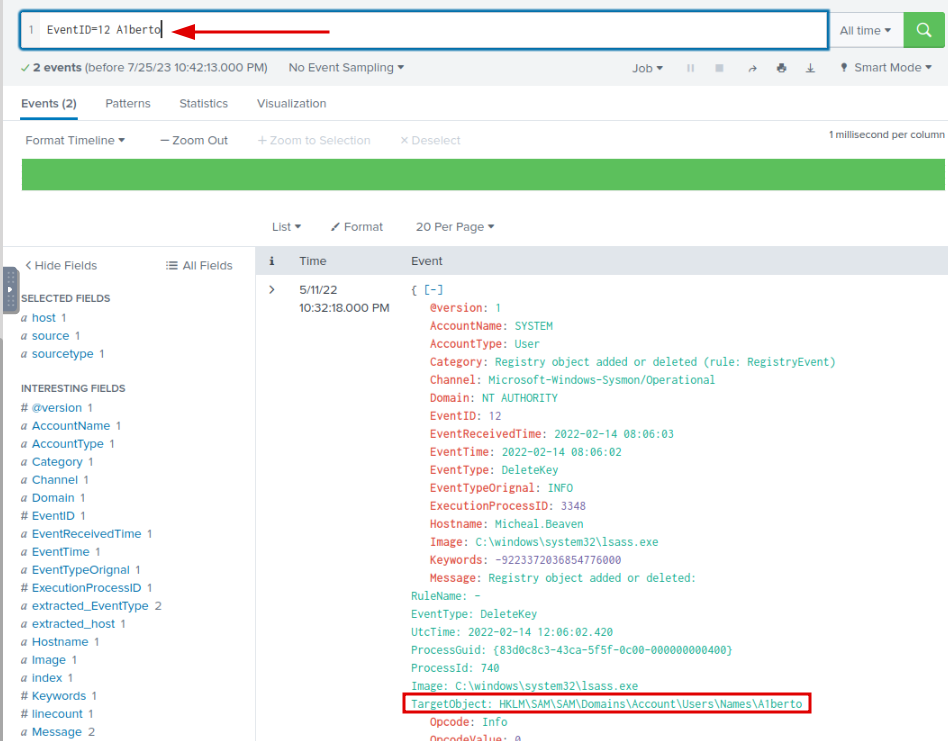 1 EventID=12 A1berto
All time
2 events (before 7/25/23 10:42:13.000 PM) No Event Sampling
Job Smart Mode
Events (2) Patterns Statistics Visualization
Format Timeline — Zoom Out + Zoom to Selection × Deselect
1 millisecond per column
List Format 20 Per Page
Hide Fields All Fields
i Time Event
SELECTED FIELDS
a host 1
a source 1
a sourcetype 1
INTERESTING FIELDS
# @version 1
a AccountName 1
a AccountType 1
a Category 1
a Channel 1
a Domain 1
# EventID 1
a EventReceivedTime 1
a EventTime 1
a EventTypeOrignal 1
# ExecutionProcessID 1
a extracted_EventType 2
a extracted_host 1
a Hostname 1
a Image 1
a index 1
# Keywords 1
# linecount 1
a Message 2
5/11/22
10:32:18.000 PM
{ [-]
@version: 1
AccountName: SYSTEM
AccountType: User
Category: Registry object added or deleted (rule: RegistryEvent)
Channel: Microsoft-Windows-Sysmon/Operational
Domain: NT AUTHORITY
EventID: 12
EventReceivedTime: 2022-02-14 08:06:03
EventTime: 2022-02-14 08:06:02
EventType: DeleteKey
EventTypeOrignal: INFO
ExecutionProcessID: 3348
Hostname: Micheal.Beaven
Image: C:\windows\system32\lsass.exe
Keywords: -9223372036854776000
Message: Registry object added or deleted:
RuleName: -
EventType: DeleteKey
UtcTime: 2022-02-14 12:06:02.420
ProcessGuid: {83d0c8c3-43ca-5f5f-0c00-000000000400}
ProcessId: 740
Image: C:\windows\system32\lsass.exe
TargetObject: HKLM\SAM\SAM\Domains\Account\Users\Names\A1berto
Opcode: Info
OpcodeValue: 0